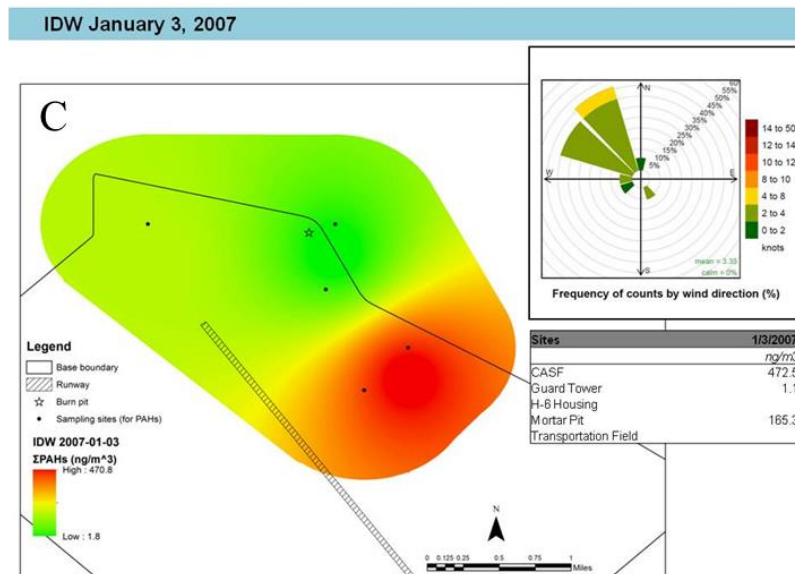 IDW January 3, 2007
C
N
W
E
S
5%
10%
15%
20%
25%
30%
35%
40%
45%
50%
55%
60
14 to 50
12 to 14
10 to 12
8 to 10
4 to 8
2 to 4
0 to 2
knots
mean = 3.33
calm = 0%
Frequency of counts by wind direction (%)
Sites 1/3/2007
ng/m3
CASF 472.5
Guard Tower 1.1
H-6 Housing
Mortar Pit 165.3
Transportation Field
Legend
Base boundary
Runway
Burn pit
Sampling sites (for PAHs)
IDW 2007-01-03
ΣPAHs (ng/m^3)
High : 470.8
Low : 1.8
N
0 0.125 0.25 0.5 0.75 1
Miles